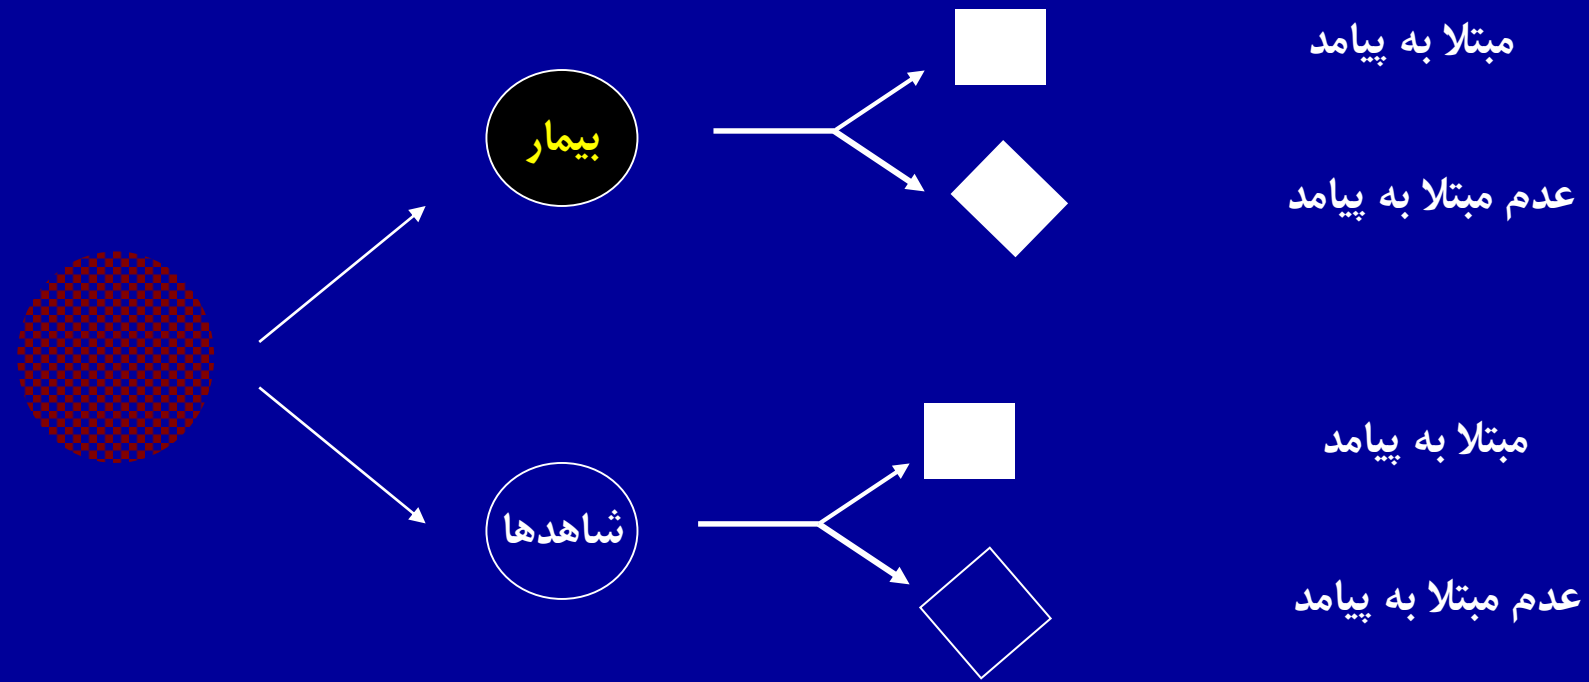 مبتلا به پیامد
بیمار
عدم مبتلا به پیامد
مبتلا به پیامد
شاهدها
عدم مبتلا به پیامد